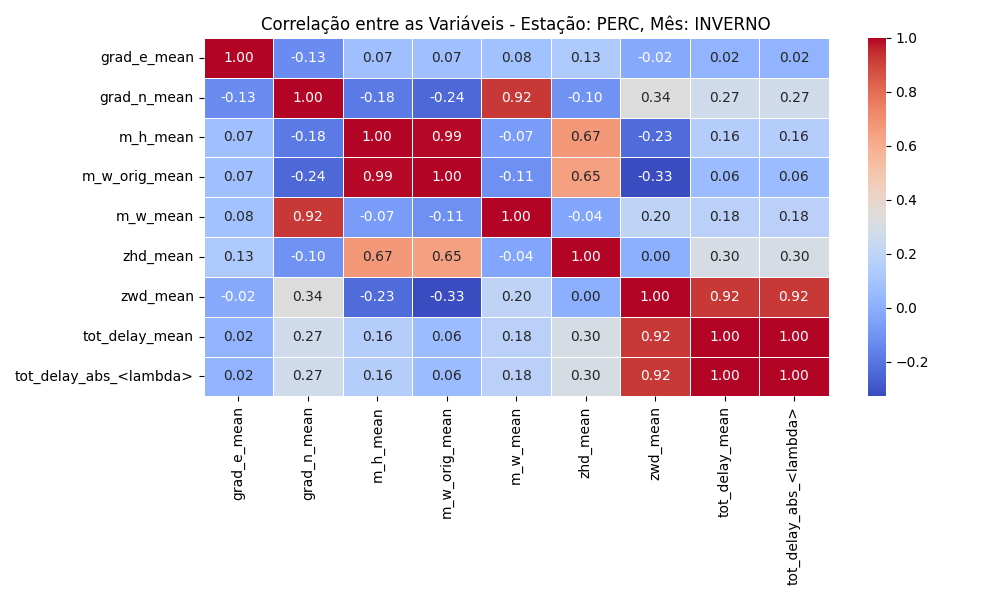 Correlação entre as Variáveis - Estação: PERC, Mês: INVERNO
grad_e_mean 1.00 -0.13 0.07 0.07 0.08 0.13 -0.02 0.02 0.02
grad_n_mean -0.13 1.00 -0.18 -0.24 0.92 -0.10 0.34 0.27 0.27
m_h_mean 0.07 -0.18 1.00 0.99 -0.07 0.67 -0.23 0.16 0.16
m_w_orig_mean 0.07 -0.24 0.99 1.00 -0.11 0.65 -0.33 0.06 0.06
m_w_mean 0.08 0.92 -0.07 -0.11 1.00 -0.04 0.20 0.18 0.18
zhd_mean 0.13 -0.10 0.67 0.65 -0.04 1.00 0.00 0.30 0.30
zwd_mean -0.02 0.34 -0.23 -0.33 0.20 0.00 1.00 0.92 0.92
tot_delay_mean 0.02 0.27 0.16 0.06 0.18 0.30 0.92 1.00 1.00
tot_delay_abs_<lambda> 0.02 0.27 0.16 0.06 0.18 0.30 0.92 1.00 1.00
grad_e_mean
grad_n_mean
m_h_mean
m_w_orig_mean
m_w_mean
zhd_mean
zwd_mean
tot_delay_mean
tot_delay_abs_<lambda>
1.0
0.8
0.6
0.4
0.2
0.0
−0.2